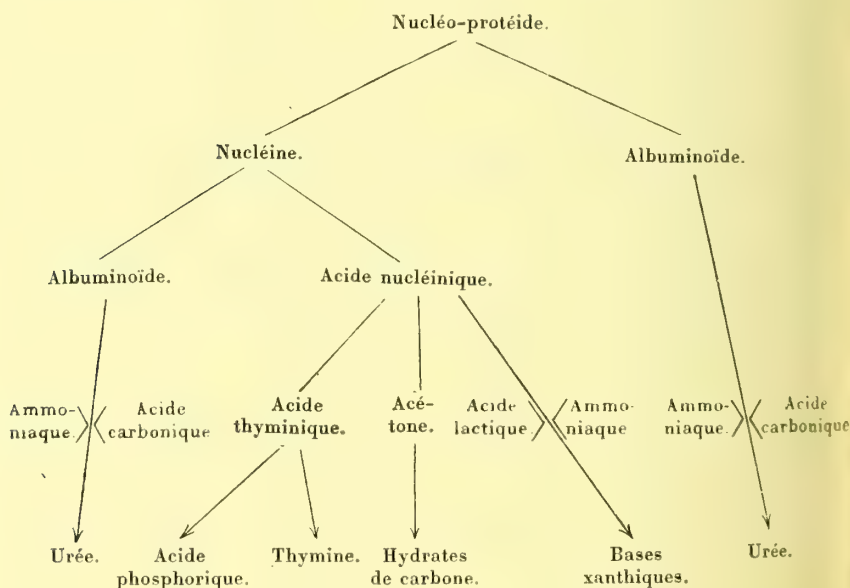 Nucléo-protéide.
Nucléine.
Albuminoïde.
Albuminoïde.
Acide nucléinique.
Ammo-
niaque.
Acide
carbonique
Acide
thyminique.
Acé-
tone.
Acide
lactique.
Ammo-
niaque
Ammo-
niaque.
Acide
carbonique
Urée.
Acide
phosphorique.
Thymine.
Hydrates
de carbone.
Bases
xanthiques.
Urée.